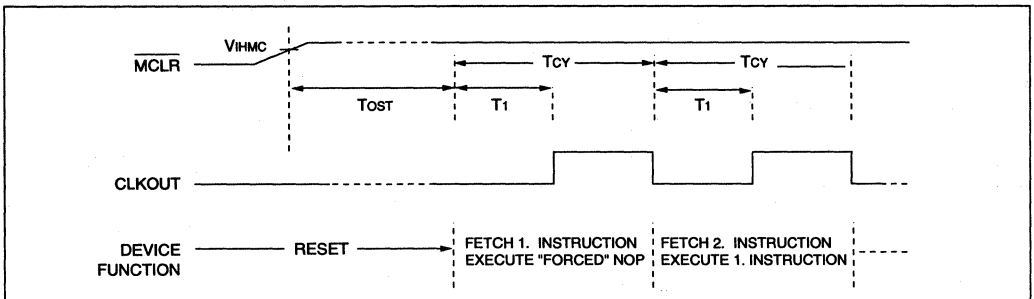 VIHMC
MCLR
TCY
TCY
TOST
T1
T1
CLKOUT
DEVICE
FUNCTION
RESET
FETCH 1. INSTRUCTION
EXECUTE "FORCED" NOP
FETCH 2. INSTRUCTION
EXECUTE 1. INSTRUCTION